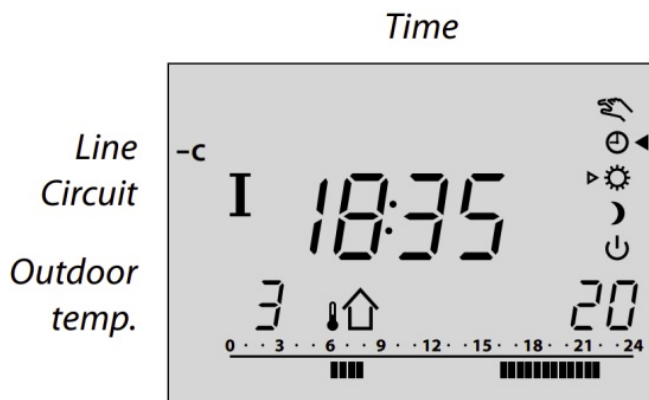 Time
Line
Circuit
-C
I
18:35
Outdoor
temp.
3
20
0 · · 3 · · 6 · · 9 · · 12 · · 15 · · 18 · · 21 · · 24